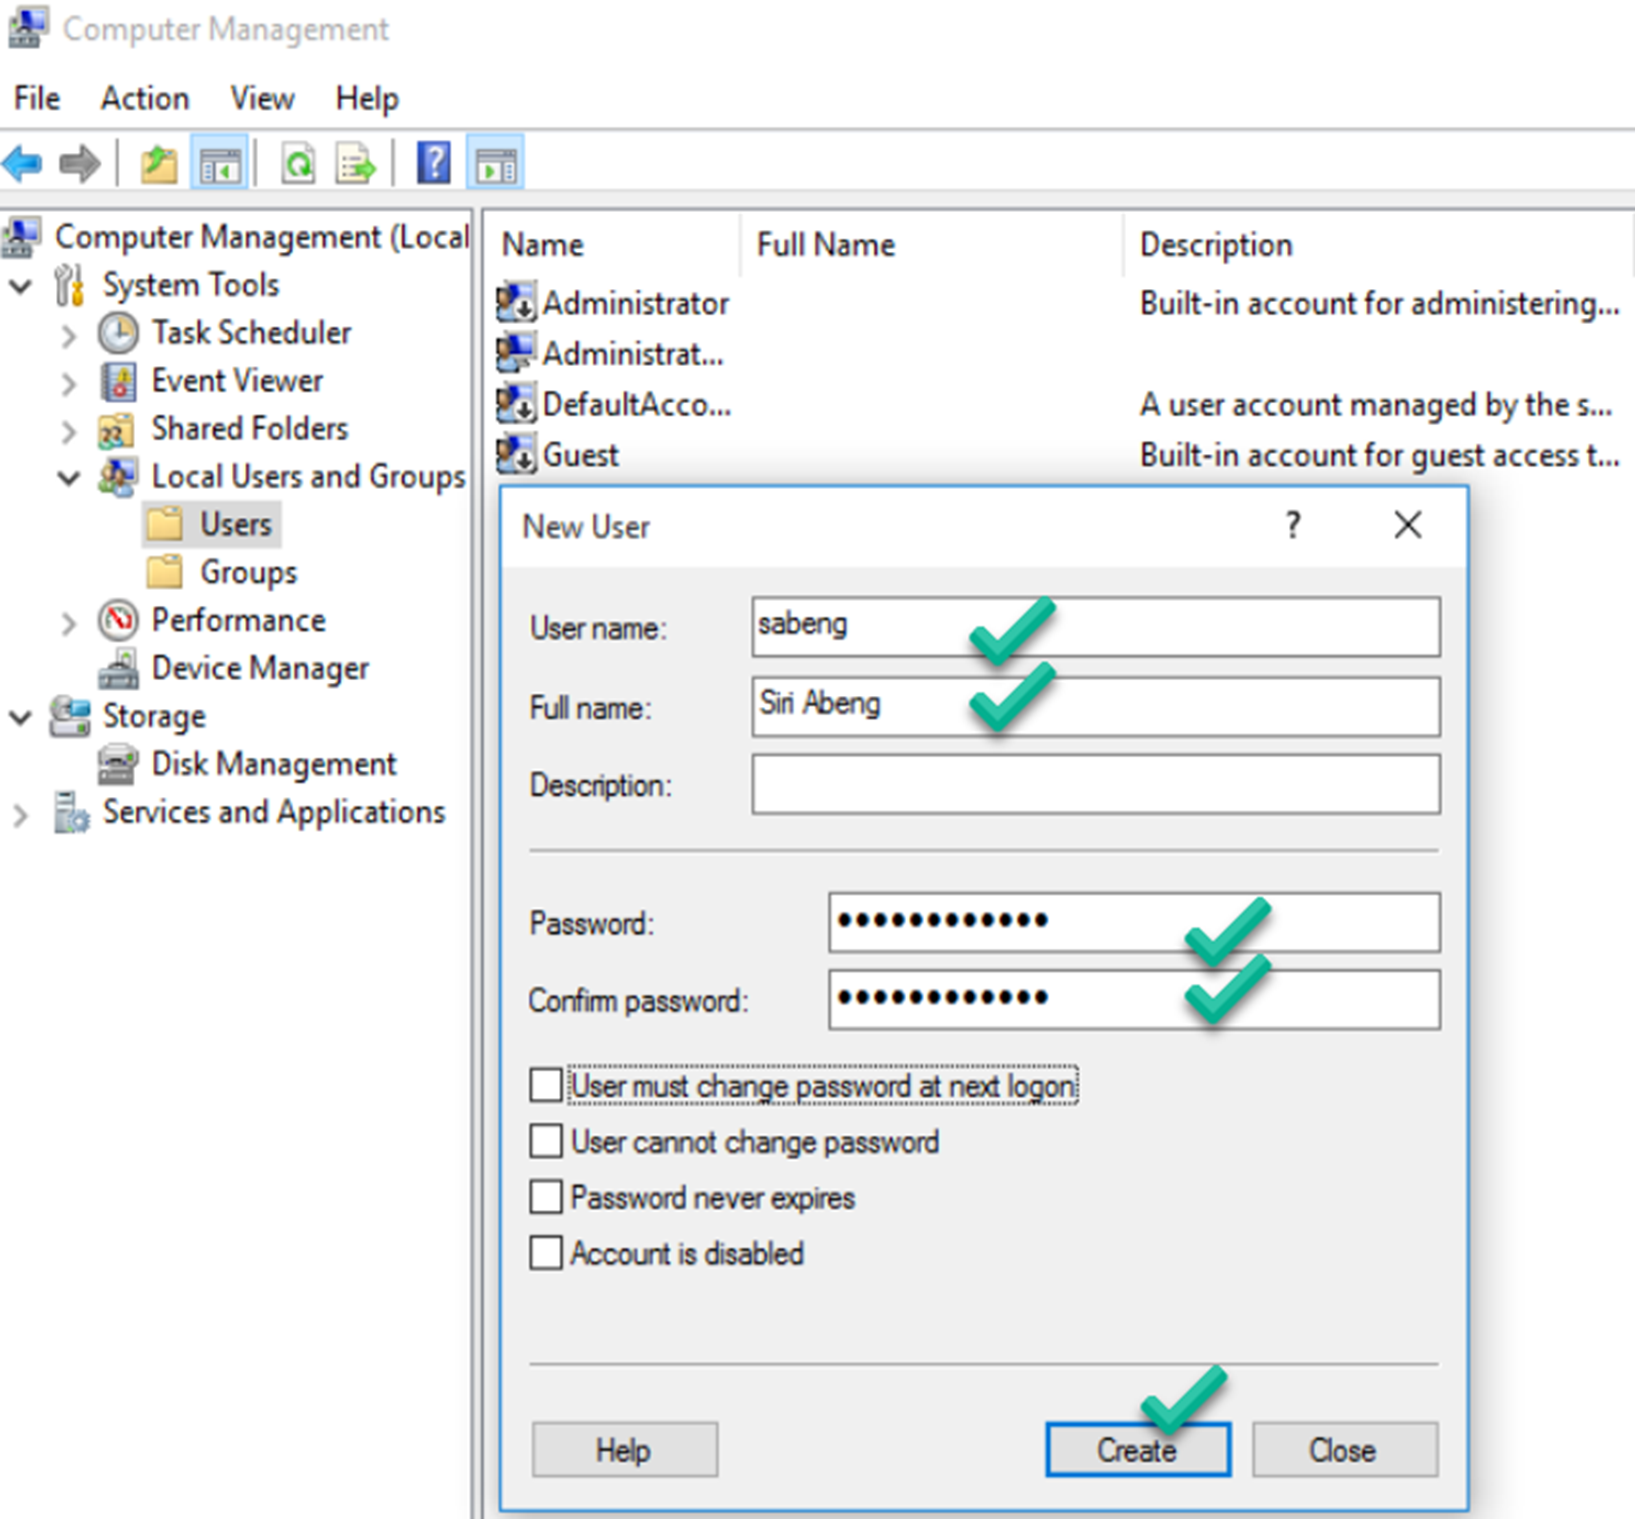 Computer Management
File Action View Help
Computer Management (Local
System Tools
Task Scheduler
Event Viewer
Shared Folders
Local Users and Groups
Users
Groups
Performance
Device Manager
Storage
Disk Management
Services and Applications
Name Full Name Description
Administrator Built-in account for administering...
Administrat...
DefaultAcco... A user account managed by the s...
Guest Built-in account for guest access t...
New User ?
User name: sabeng
Full name: Siri Abeng
Description:
Password: ●●●●●●●●●●●●
Confirm password: ●●●●●●●●●●●●
User must change password at next logon
User cannot change password
Password never expires
Account is disabled
Help Create Close